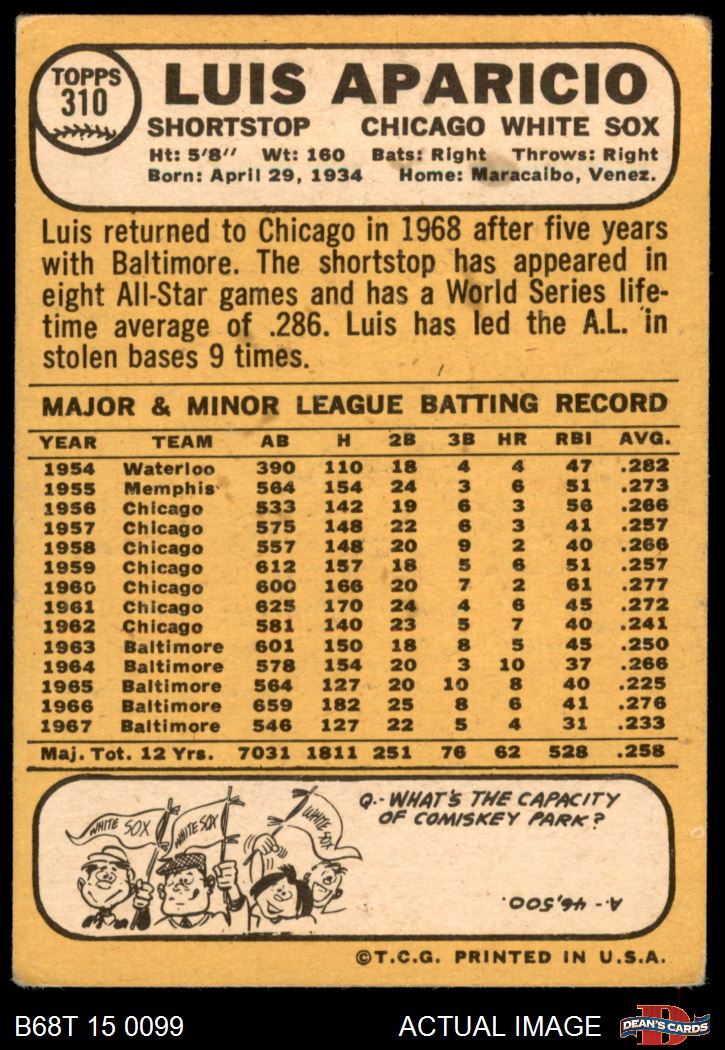 TOPPS
310
LUIS APARICIO
SHORTSTOP CHICAGO WHITE SOX
Ht: 5'8" Wt: 160 Bats: Right Throws: Right
Born: April 29, 1934 Home: Maracaibo, Venez.
Luis returned to Chicago in 1968 after five years
with Baltimore. The shortstop has appeared in
eight All-Star games and has a World Series life-
time average of .286. Luis has led the A.L. in
stolen bases 9 times.
MAJOR & MINOR LEAGUE BATTING RECORD
YEAR TEAM AB H 2B 3B HR RBI AVG.
1954 Waterloo 390 110 18 4 4 47 .282
1955 Memphis 564 154 24 3 6 51 .273
1956 Chicago 533 142 19 6 3 56 .266
1957 Chicago 575 148 22 6 3 41 .257
1958 Chicago 557 148 20 9 2 40 .266
1959 Chicago 612 157 18 5 6 51 .257
1960 Chicago 600 166 20 7 2 61 .277
1961 Chicago 625 170 24 4 6 45 .272
1962 Chicago 581 140 23 5 7 40 .241
1963 Baltimore 601 150 18 8 5 45 .250
1964 Baltimore 578 154 20 3 10 37 .266
1965 Baltimore 564 127 20 10 8 40 .225
1966 Baltimore 659 182 25 8 6 41 .276
1967 Baltimore 546 127 22 5 4 31 .233
Maj. Tot. 12 Yrs. 7031 1811 251 76 62 528 .258
WHITE SOX
WHITE SOX
WHITE SOX
Q.- WHAT'S THE CAPACITY
OF COMISKEY PARK?
A.- 46,500.
©T.C.G. PRINTED IN U.S.A.
B68T 15 0099 ACTUAL IMAGE
D
DEAN'S CARDS